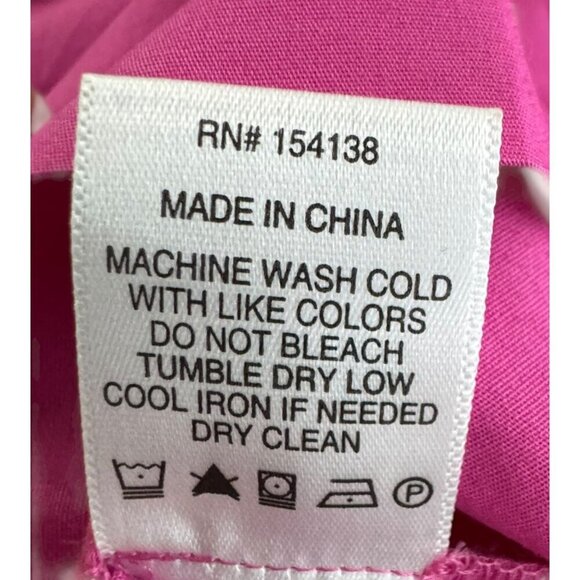 RN# 154138
MADE IN CHINA
MACHINE WASH COLD
WITH LIKE COLORS
DO NOT BLEACH
TUMBLE DRY LOW
COOL IRON IF NEEDED
DRY CLEAN
P